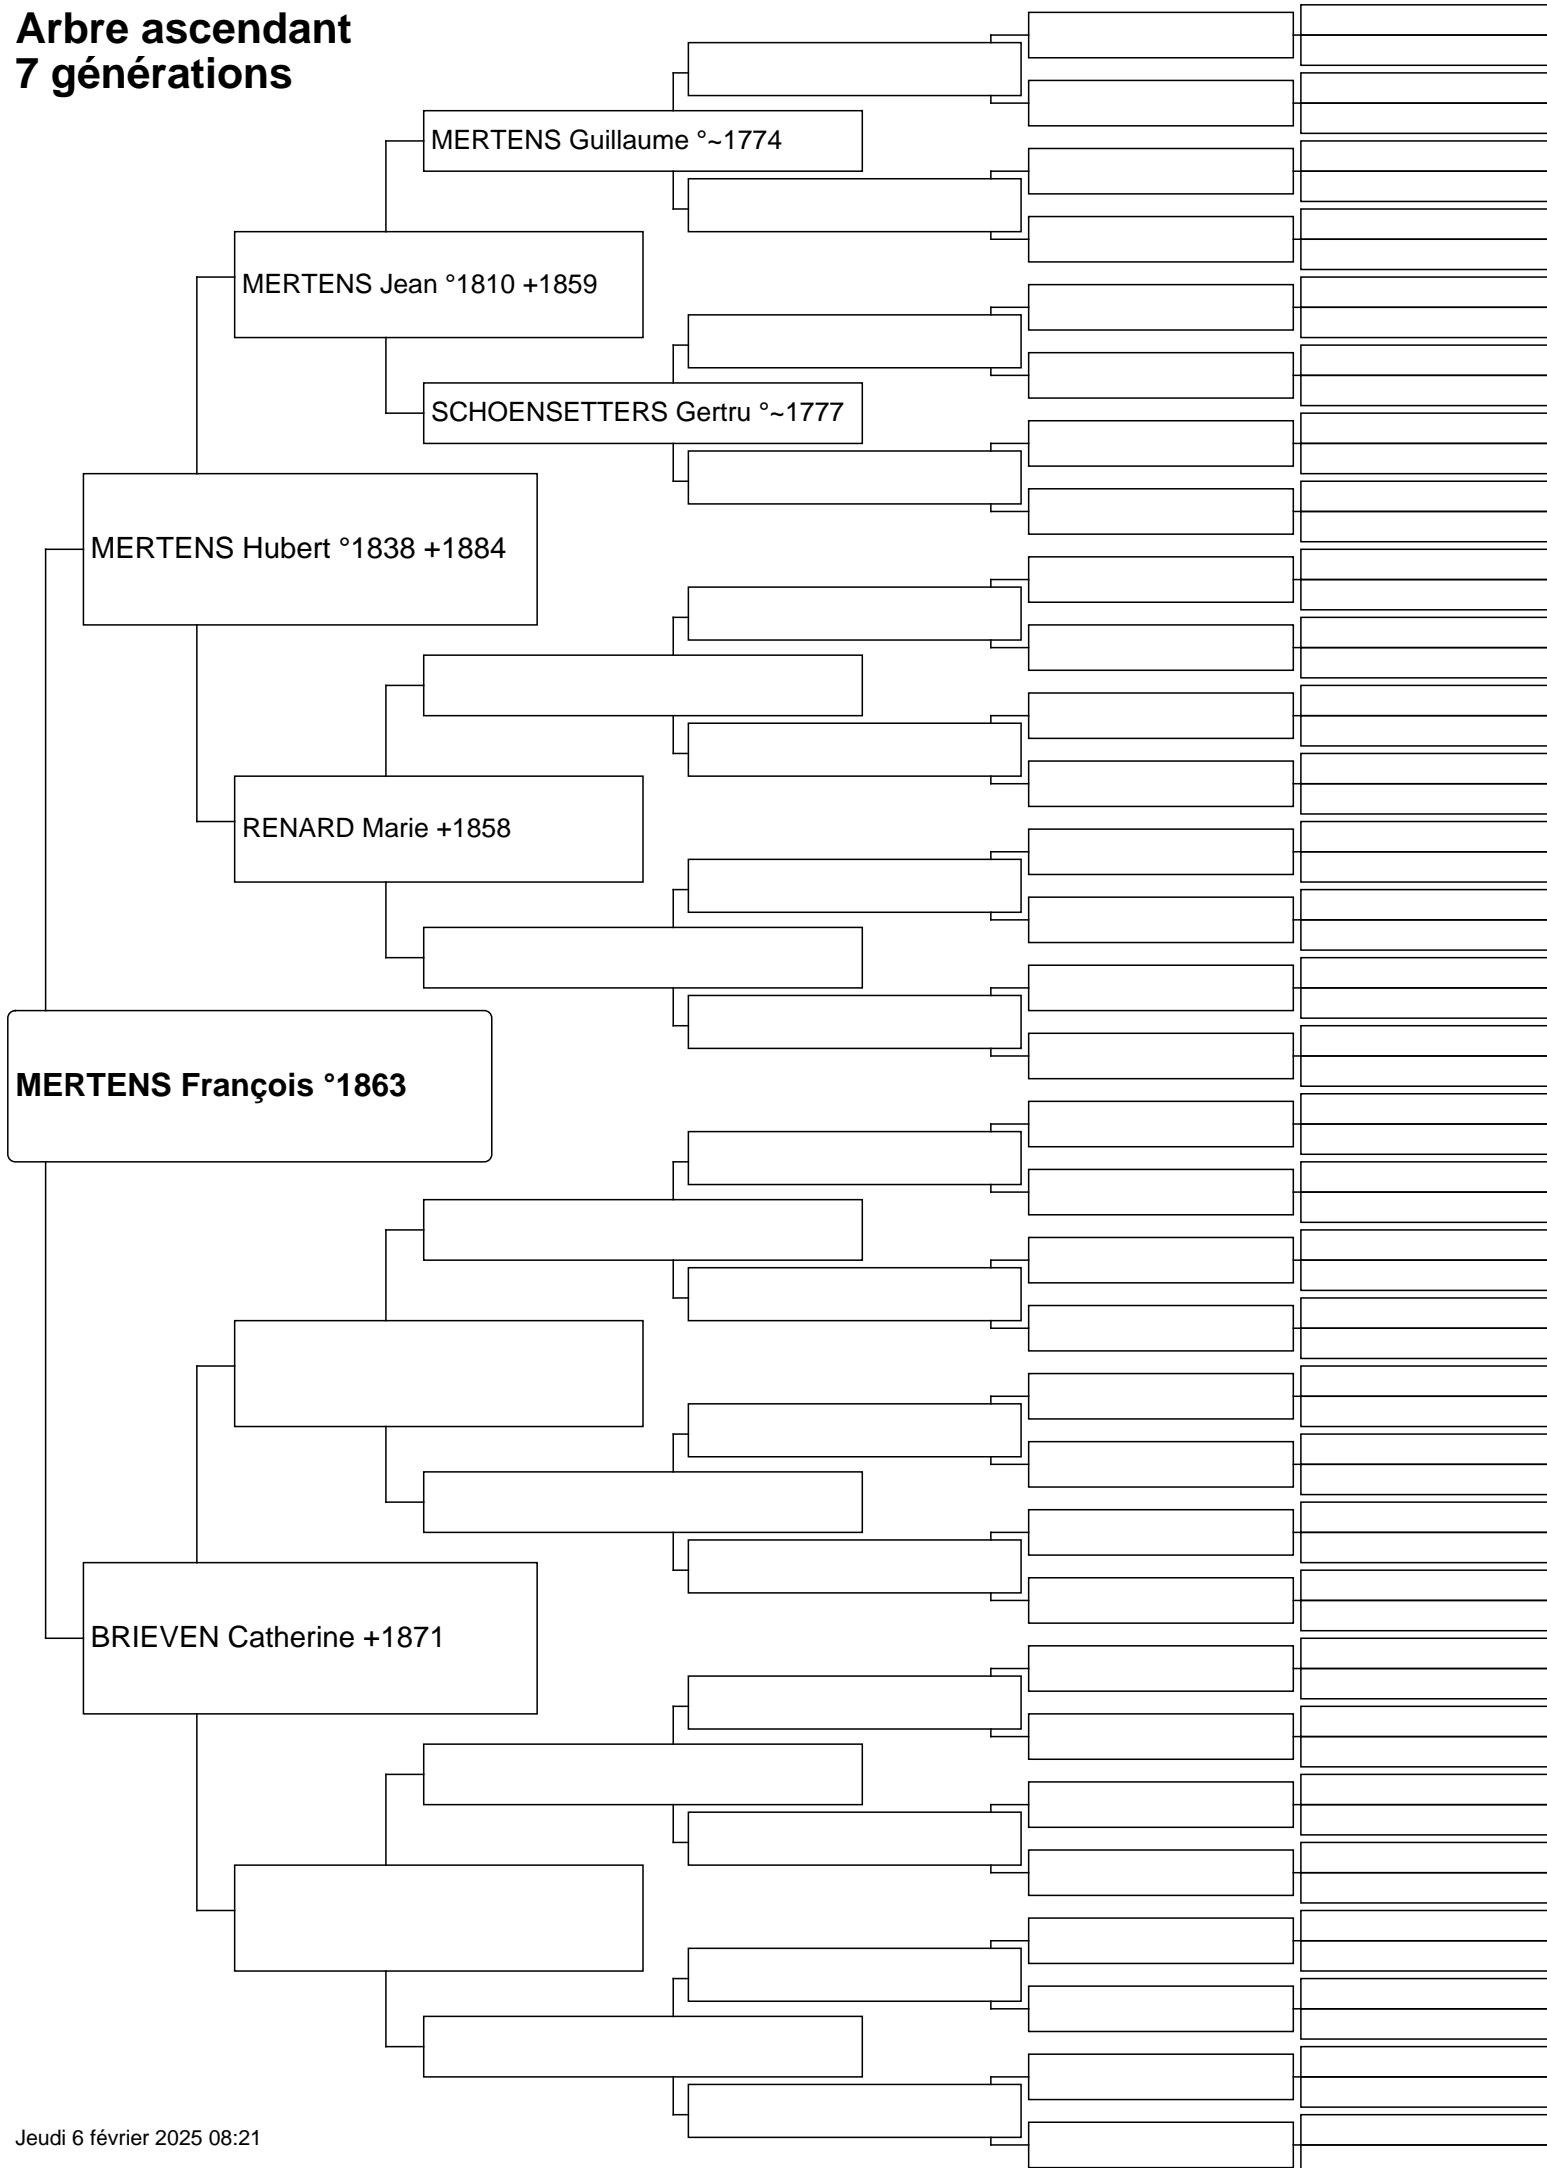 Arbre ascendant
7 générations
MERTENS Guillaume °~1774
MERTENS Jean °1810 +1859
SCHOENSETTERS Gertru °~1777
MERTENS Hubert °1838 +1884
RENARD Marie +1858
MERTENS François °1863
BRIEVEN Catherine +1871
Jeudi 6 février 2025 08:21